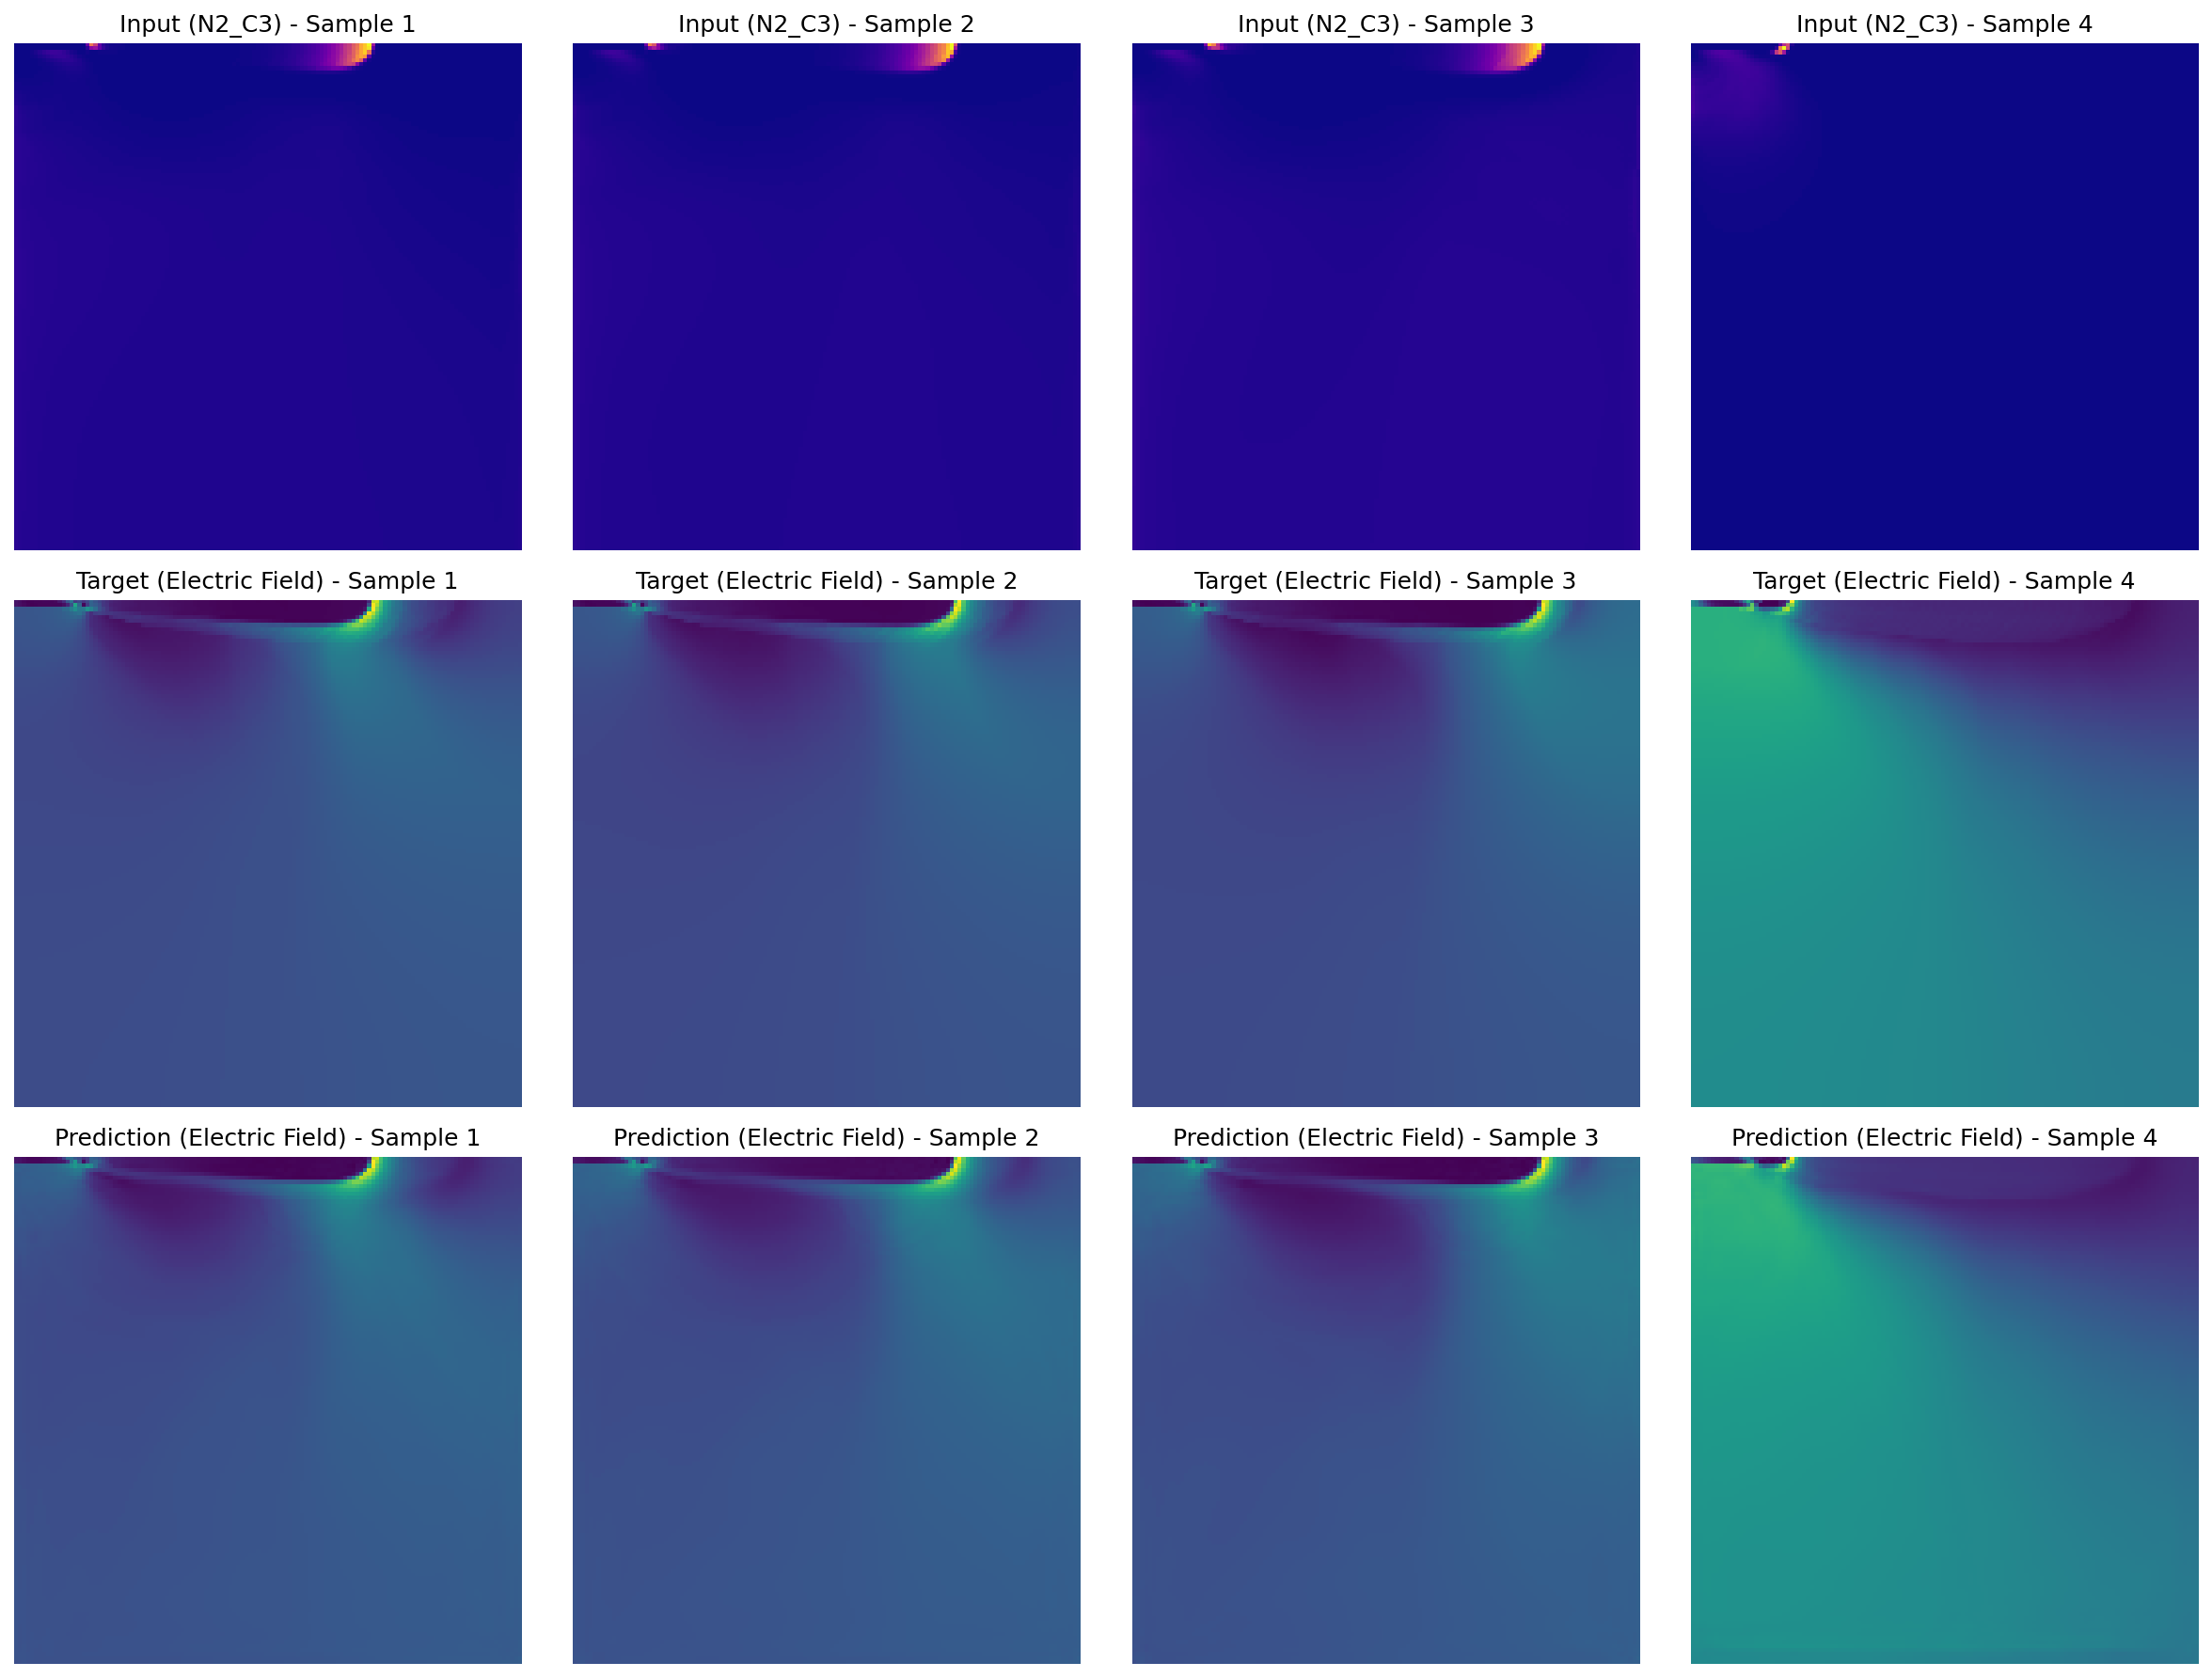 Input (N2_C3) - Sample 1
Input (N2_C3) - Sample 2
Input (N2_C3) - Sample 3
Input (N2_C3) - Sample 4
Target (Electric Field) - Sample 1
Target (Electric Field) - Sample 2
Target (Electric Field) - Sample 3
Target (Electric Field) - Sample 4
Prediction (Electric Field) - Sample 1
Prediction (Electric Field) - Sample 2
Prediction (Electric Field) - Sample 3
Prediction (Electric Field) - Sample 4